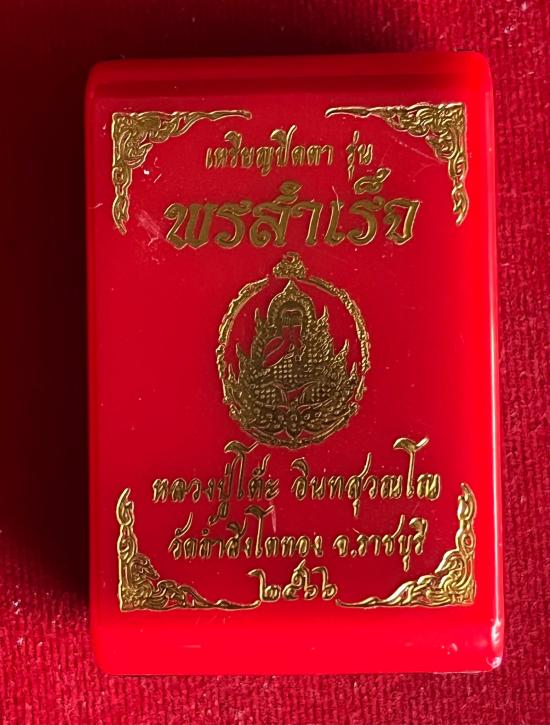 เหรียญปิดตา รุ่น
พรสำเร็จ
หลวงปู่โต๊ะ อินทสุวณโณ
วัดถ้ำสิงโตทอง จ.ราชบุรี
๒๕๖๖